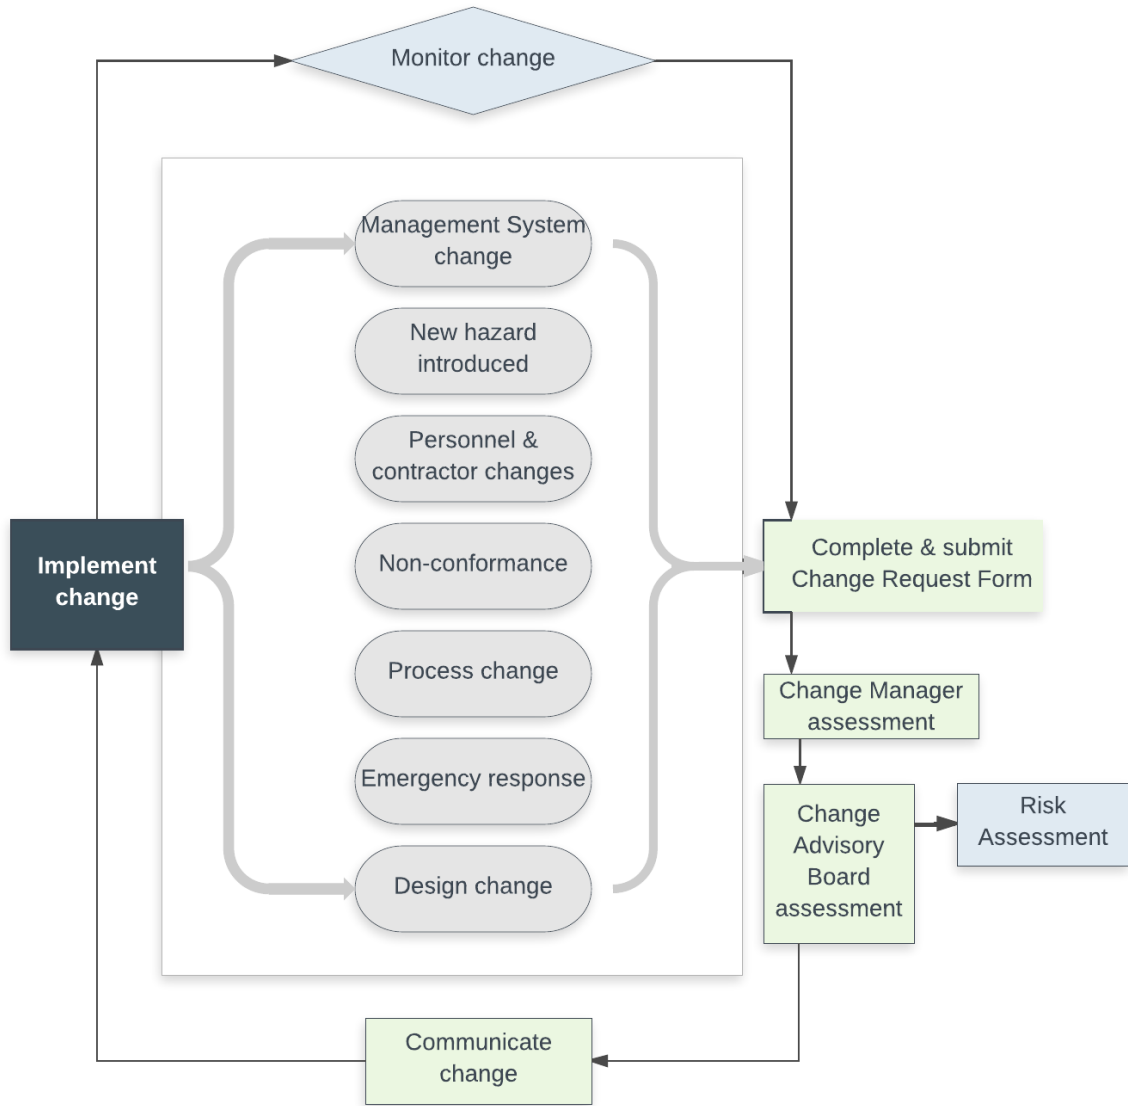 Monitor change
Management System
change
New hazard
introduced
Personnel &
contractor changes
Non-conformance
Process change
Emergency response
Design change
Implement
change
Complete & submit
Change Request Form
Change Manager
assessment
Change
Advisory
Board
assessment
Risk
Assessment
Communicate
change